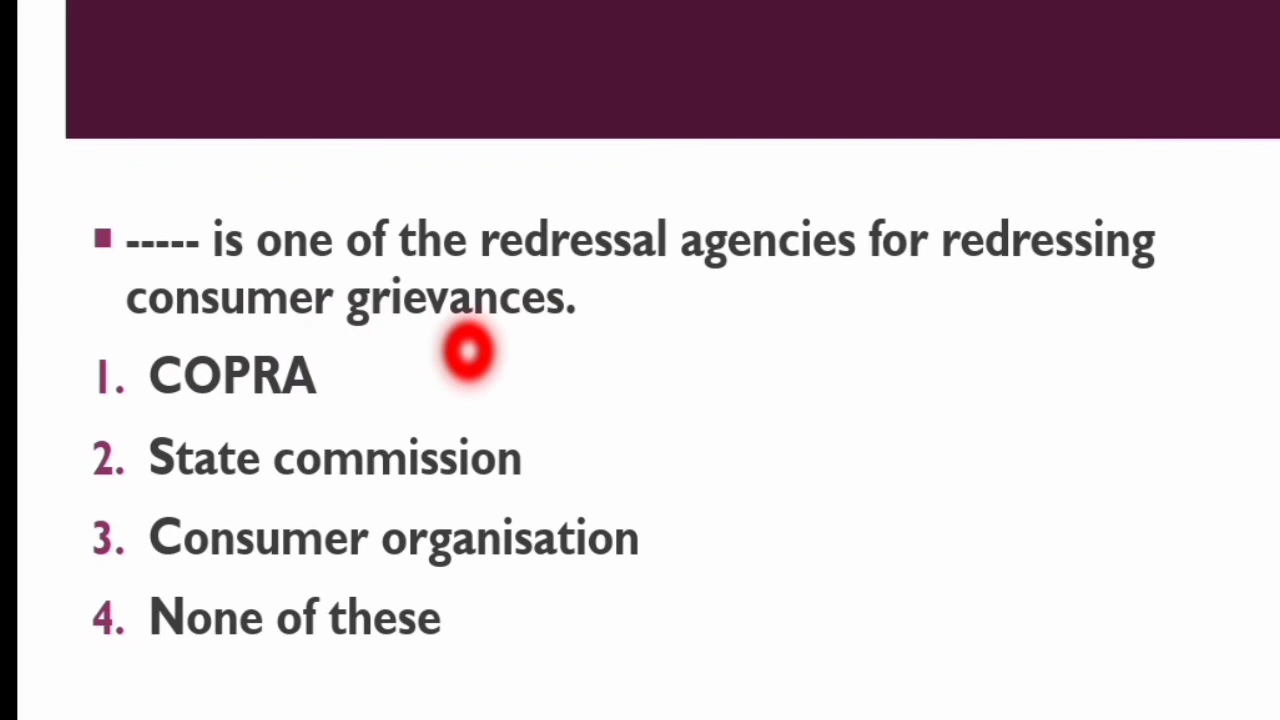 ----- is one of the redressal agencies for redressing
consumer grievances.
1. COPRA
2. State commission
3. Consumer organisation
4. None of these